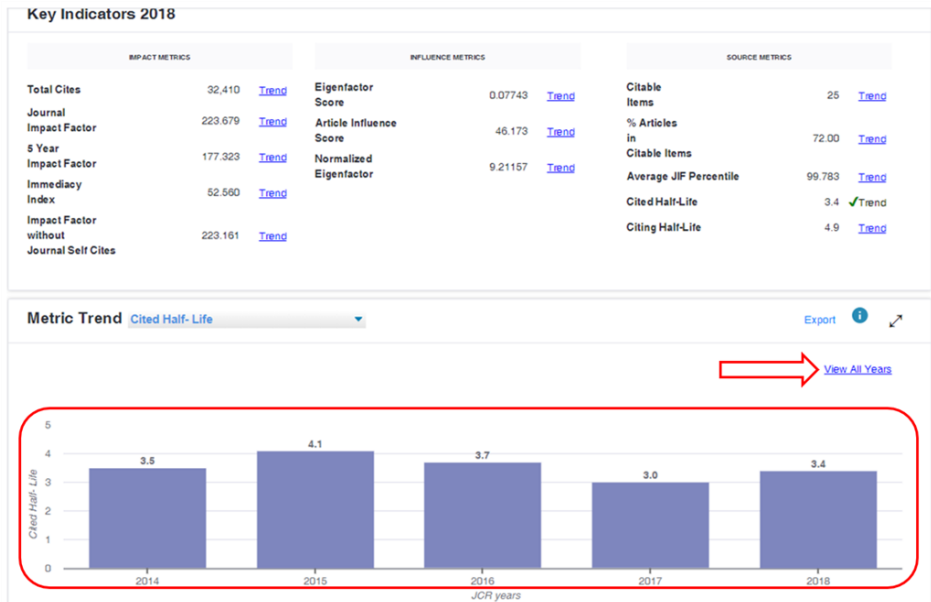 Key Indicators 2018
IMPACT METRICS
Total Cites 32,410 Trend
Journal
Impact Factor 223.679 Trend
5 Year
Impact Factor 177.323 Trend
Immediacy
Index 52.560 Trend
Impact Factor
without
Journal Self Cites 223.161 Trend
INFLUENCE METRICS
Eigenfactor
Score 0.07743 Trend
Article Influence
Score 46.173 Trend
Normalized
Eigenfactor 9.21157 Trend
SOURCE METRICS
Citable
Items 25 Trend
% Articles
in
Citable Items 72.00 Trend
Average JIF Percentile 99.783 Trend
Cited Half-Life 3.4 ✓Trend
Citing Half-Life 4.9 Trend
Metric Trend Cited Half- Life
Export i
View All Years
Cited Half- Life
5
4
3
2
1
0
3.5
4.1
3.7
3.0
3.4
2014 2015 2016 2017 2018
JCR years